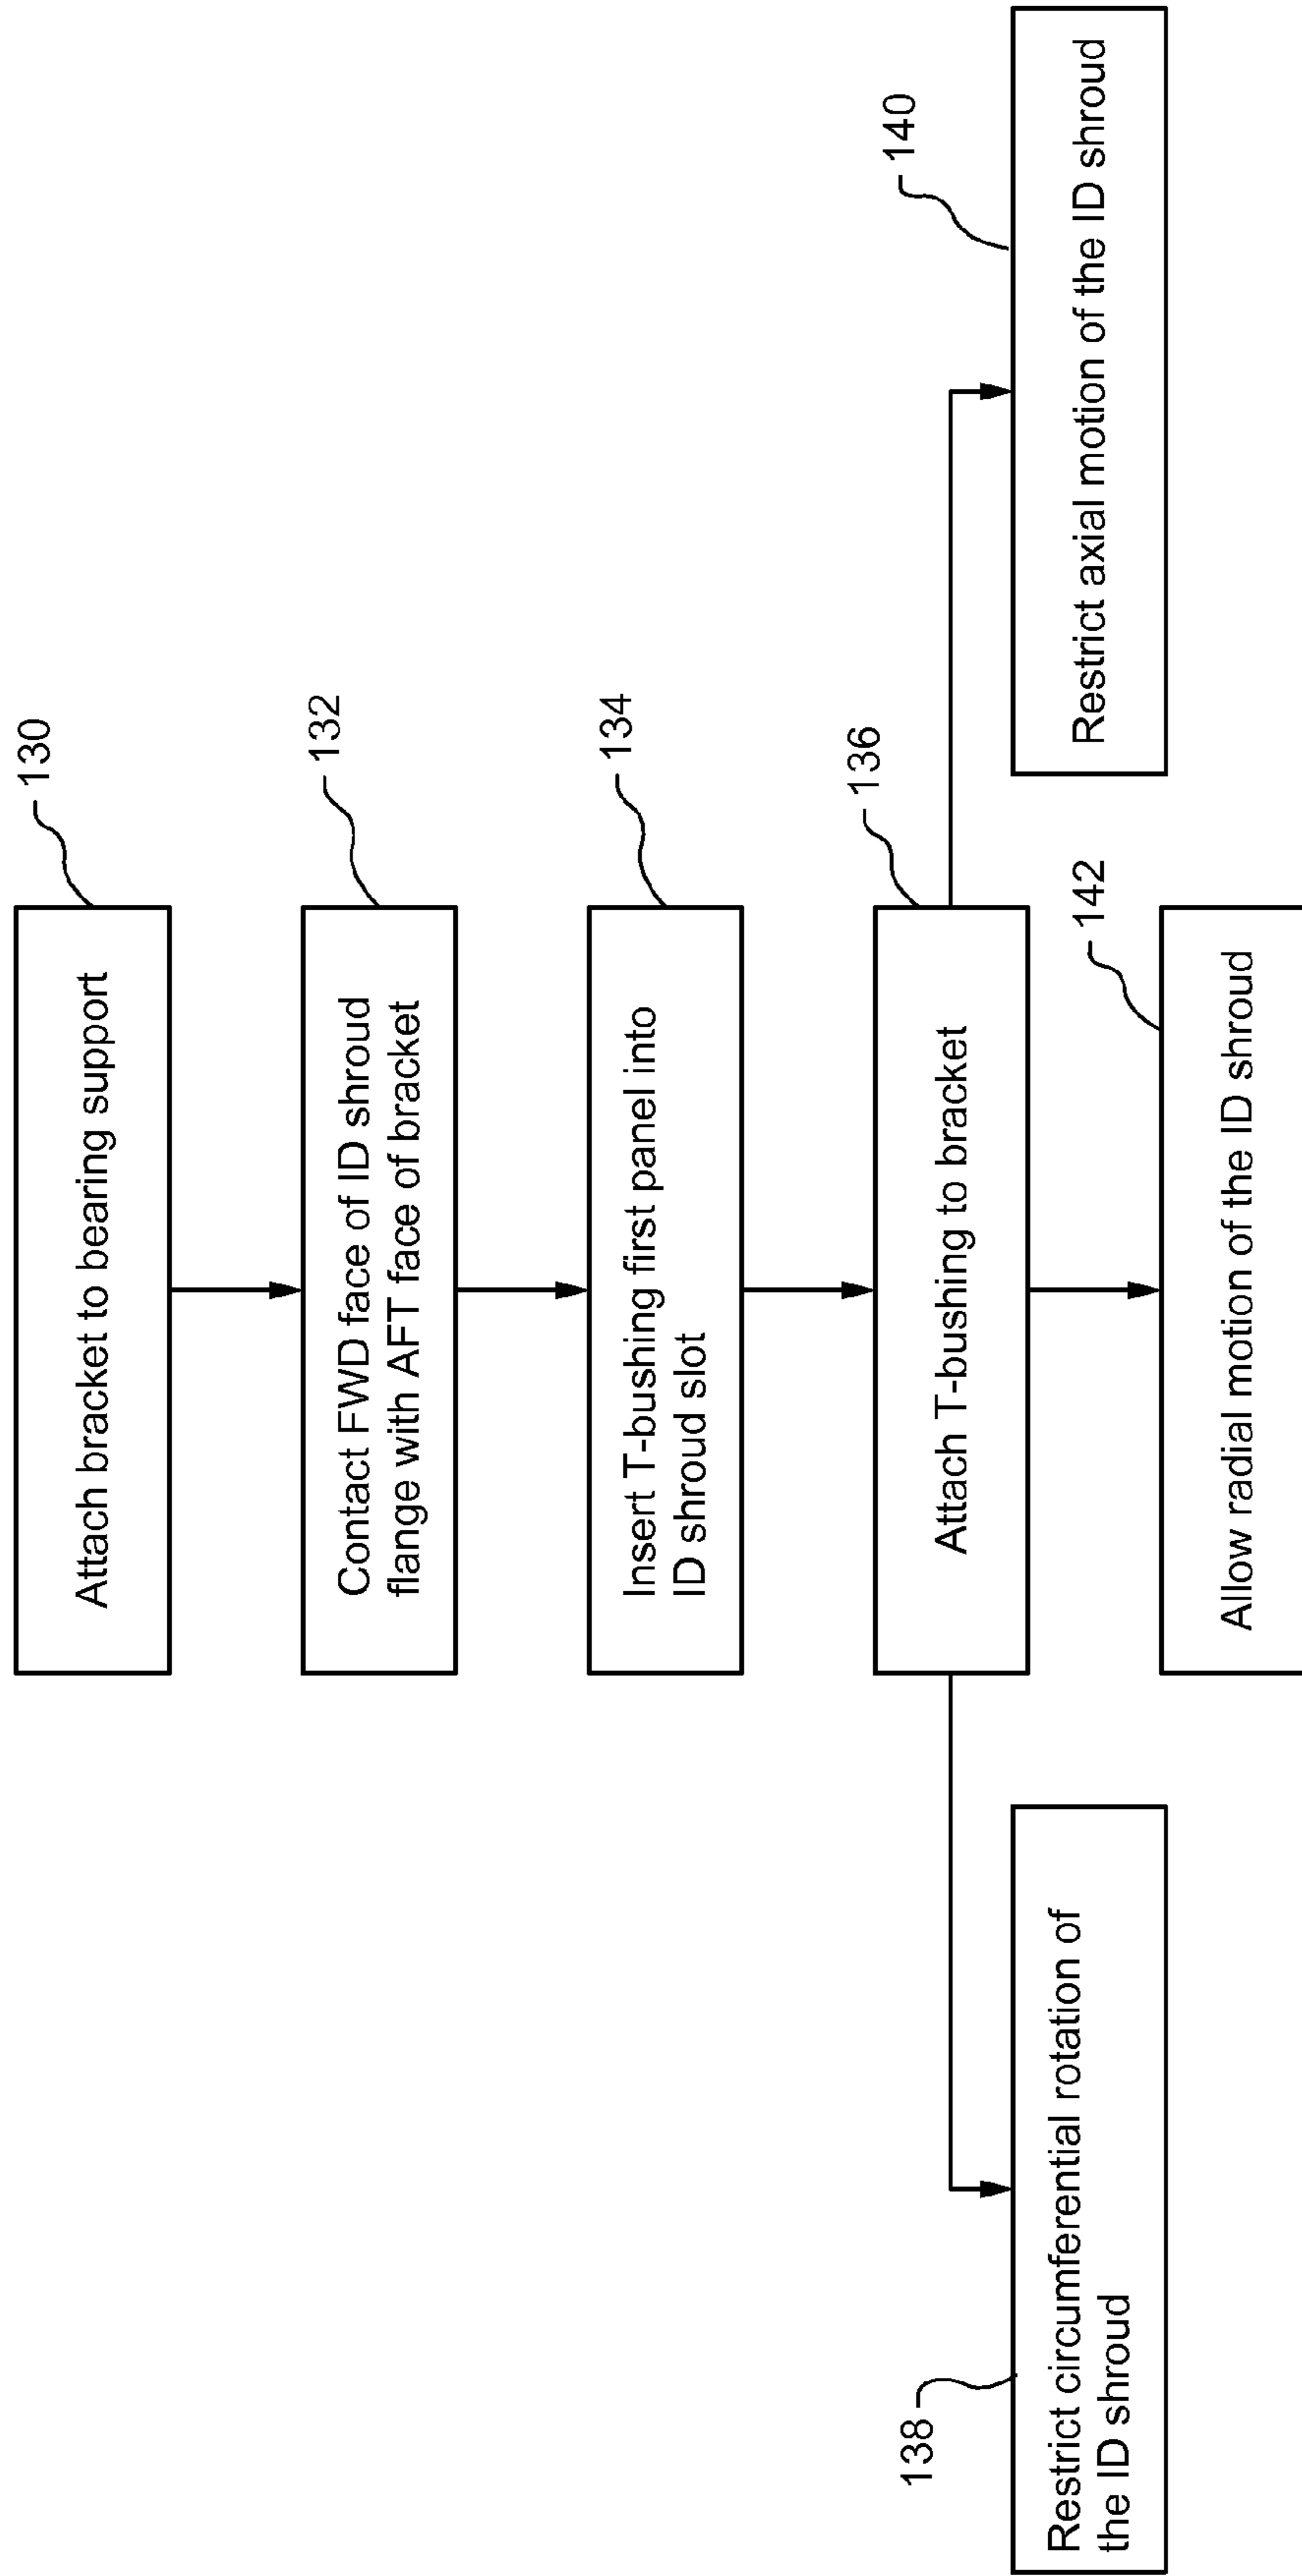 130
Attach bracket to bearing support
132
Contact FWD face of ID shroud
flange with AFT face of bracket
134
Insert T-bushing first panel into
ID shroud slot
136
Attach T-bushing to bracket
138
Restrict circumferential rotation of
the ID shroud
140
Restrict axial motion of the ID shroud
142
Allow radial motion of the ID shroud